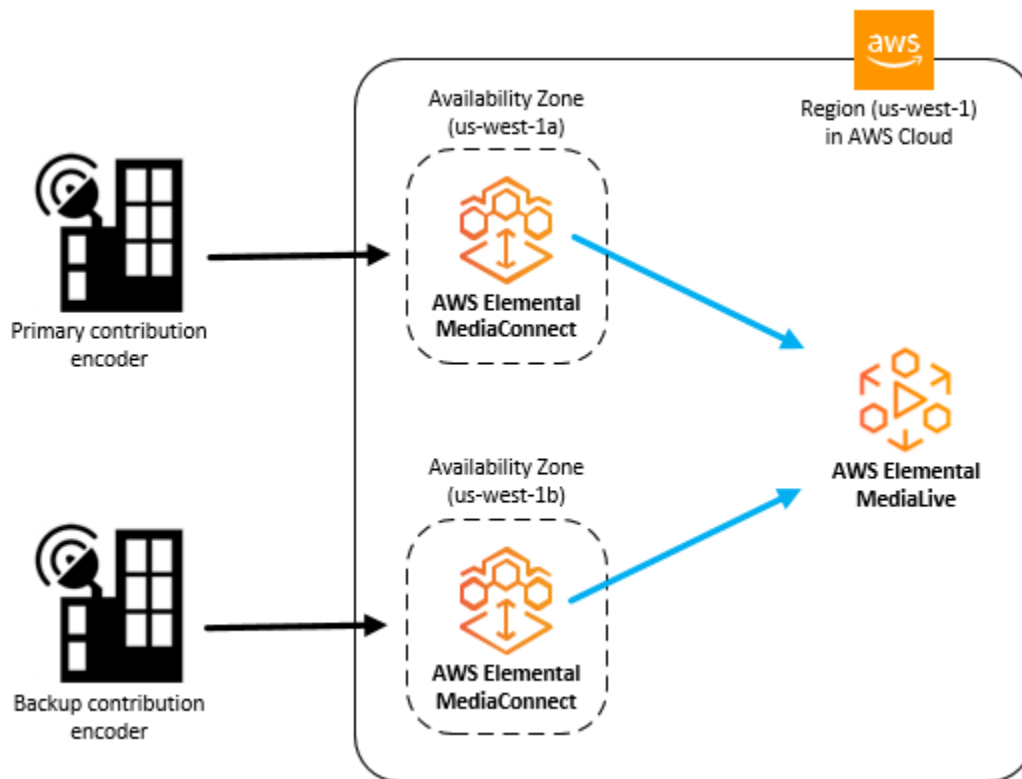 aws
Region (us-west-1)
in AWS Cloud
Availability Zone
(us-west-1a)
AWS Elemental
MediaConnect
Primary contribution
encoder
AWS Elemental
MediaLive
Availability Zone
(us-west-1b)
AWS Elemental
MediaConnect
Backup contribution
encoder